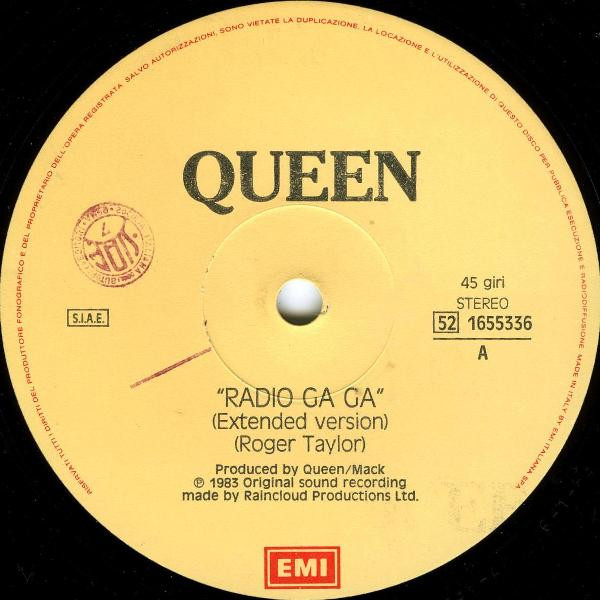 RISERVATI TUTTI I DIRITTI DEL PRODUTTORE FONOGRAFICO E DEL PROPRIETARIO DELL'OPERA REGISTRATA. SALVO AUTORIZZAZIONI, SONO VIETATE LA DUPLICAZIONE, LA LOCAZIONE E L'UTILIZZAZIONE DI QUESTO DISCO PER PUBBLICA ESECUZIONE E RADIODIFFUSIONE. MADE IN ITALY BY EMI ITALIANA SPA
QUEEN
S.I.A.E.
45 giri
STEREO
52 1655336
A
“RADIO GA GA”
(Extended version)
(Roger Taylor)
Produced by Queen/Mack
℗ 1983 Original sound recording
made by Raincloud Productions Ltd.
EMI